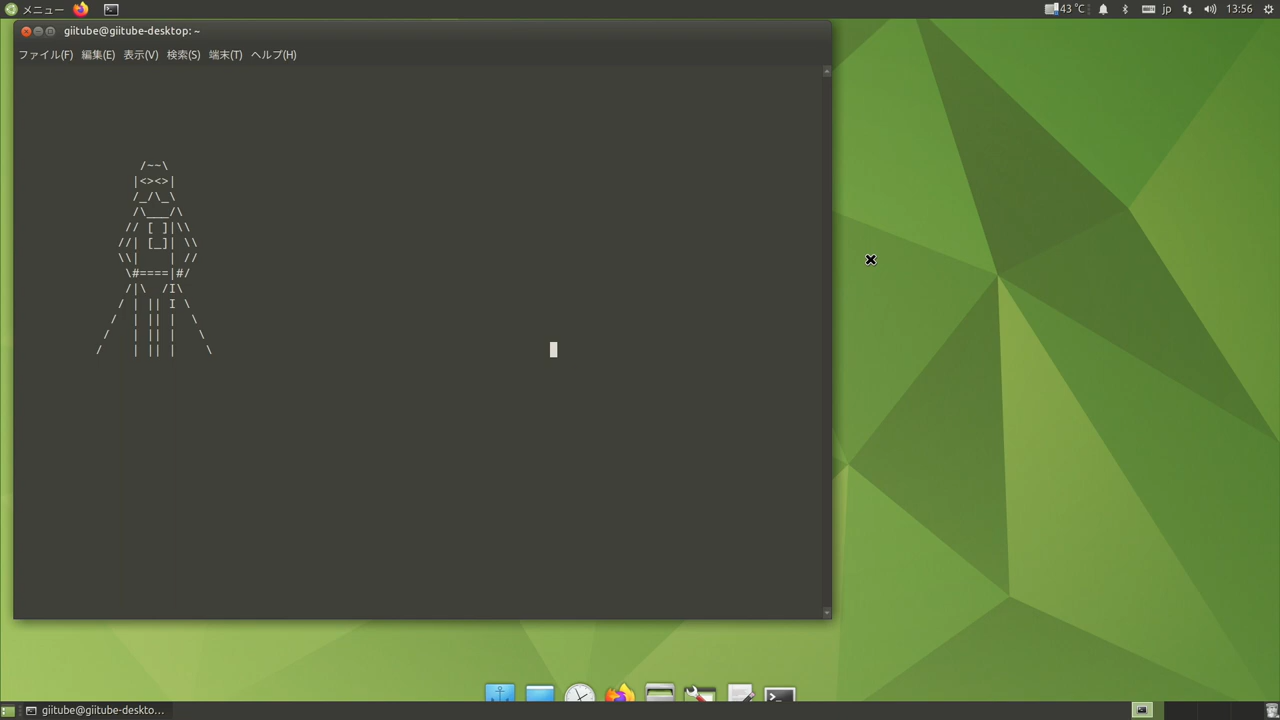 メニュー
43 °C
jp
13:56
giitube@giitube-desktop: ~
ファイル(F) 編集(E) 表示(V) 検索(S) 端末(T) ヘルプ(H)
      /~~\
     |<><>|
     /_/\_\
     /\___/\
    // [ ]|\\
   //| [_]| \\
   \\|    | //
    \#====|#/
    /|\  /I\
   / | || I \
  /  | || |  \
 /   | || |   \
/    | || |    \
giitube@giitube-deskto...